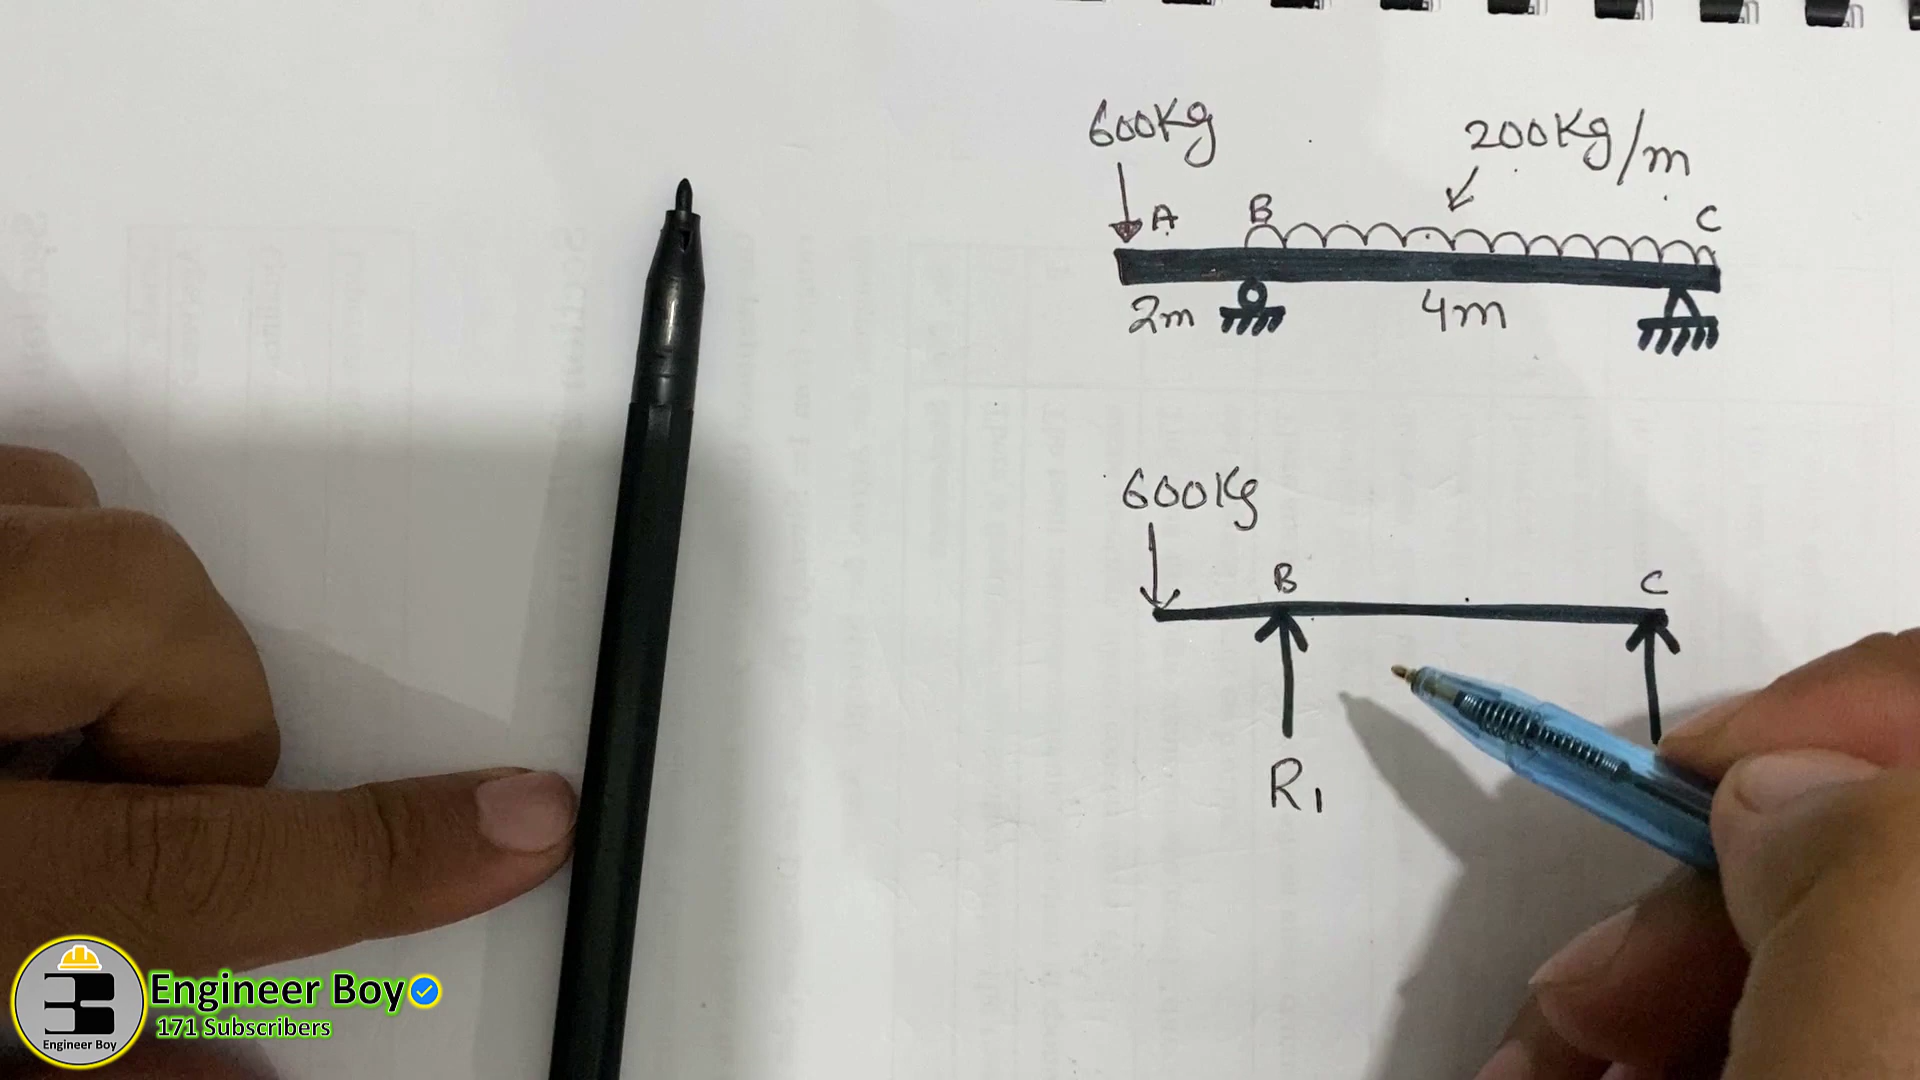 600Kg
200Kg/m
A
B
C
2m
4m
600Kg
B
C
R1
Engineer Boy
171 Subscribers
Engineer Boy